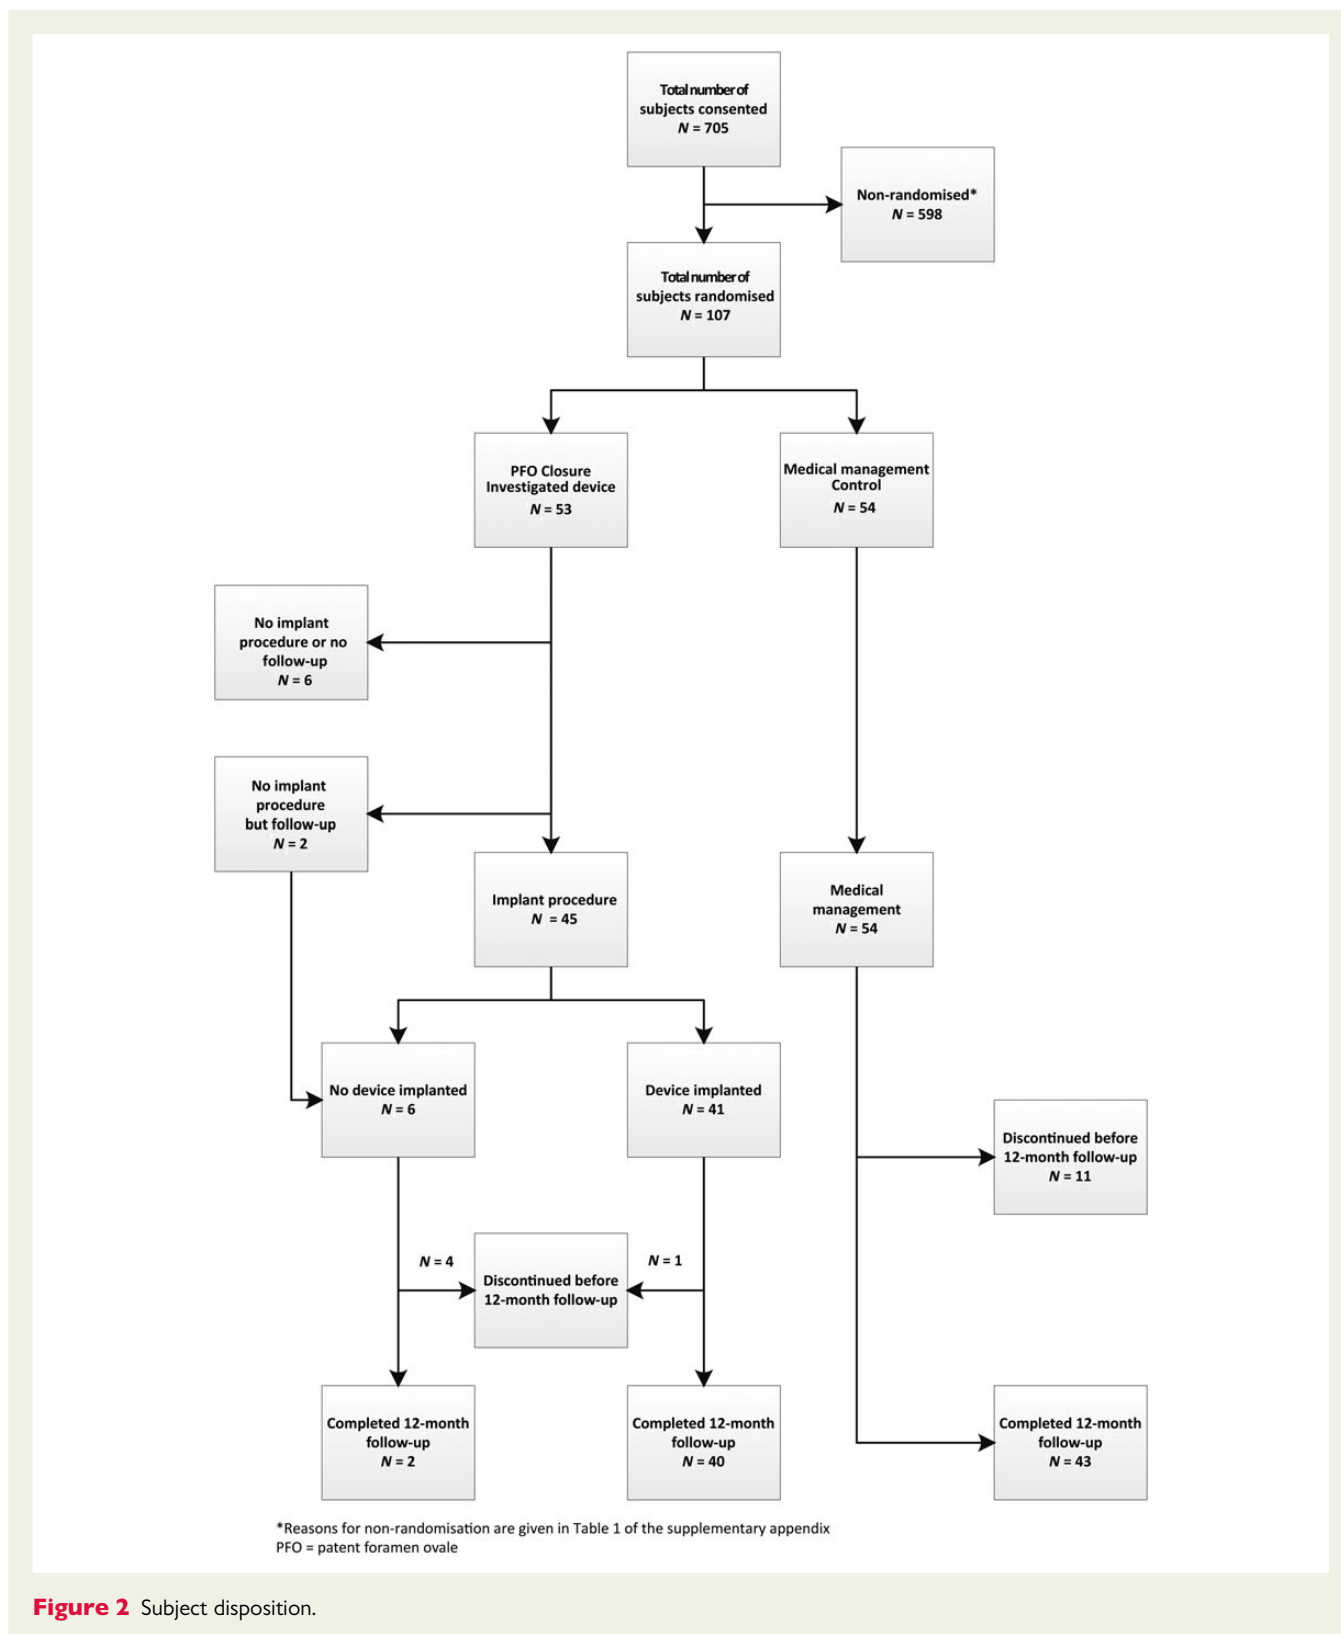 Total number of
subjects consented
N = 705
Non-randomised*
N = 598
Total number of
subjects randomised
N = 107
PFO Closure
Investigated device
N = 53
Medical management
Control
N = 54
No implant
procedure or no
follow-up
N = 6
No implant
procedure
but follow-up
N = 2
Implant procedure
N = 45
Medical
management
N = 54
No device implanted
N = 6
Device implanted
N = 41
Discontinued before
12-month follow-up
N = 11
N = 4
N = 1
Discontinued before
12-month follow-up
Completed 12-month
follow-up
N = 2
Completed 12-month
follow-up
N = 40
Completed 12-month
follow-up
N = 43
*Reasons for non-randomisation are given in Table 1 of the supplementary appendix
PFO = patent foramen ovale
Figure 2 Subject disposition.